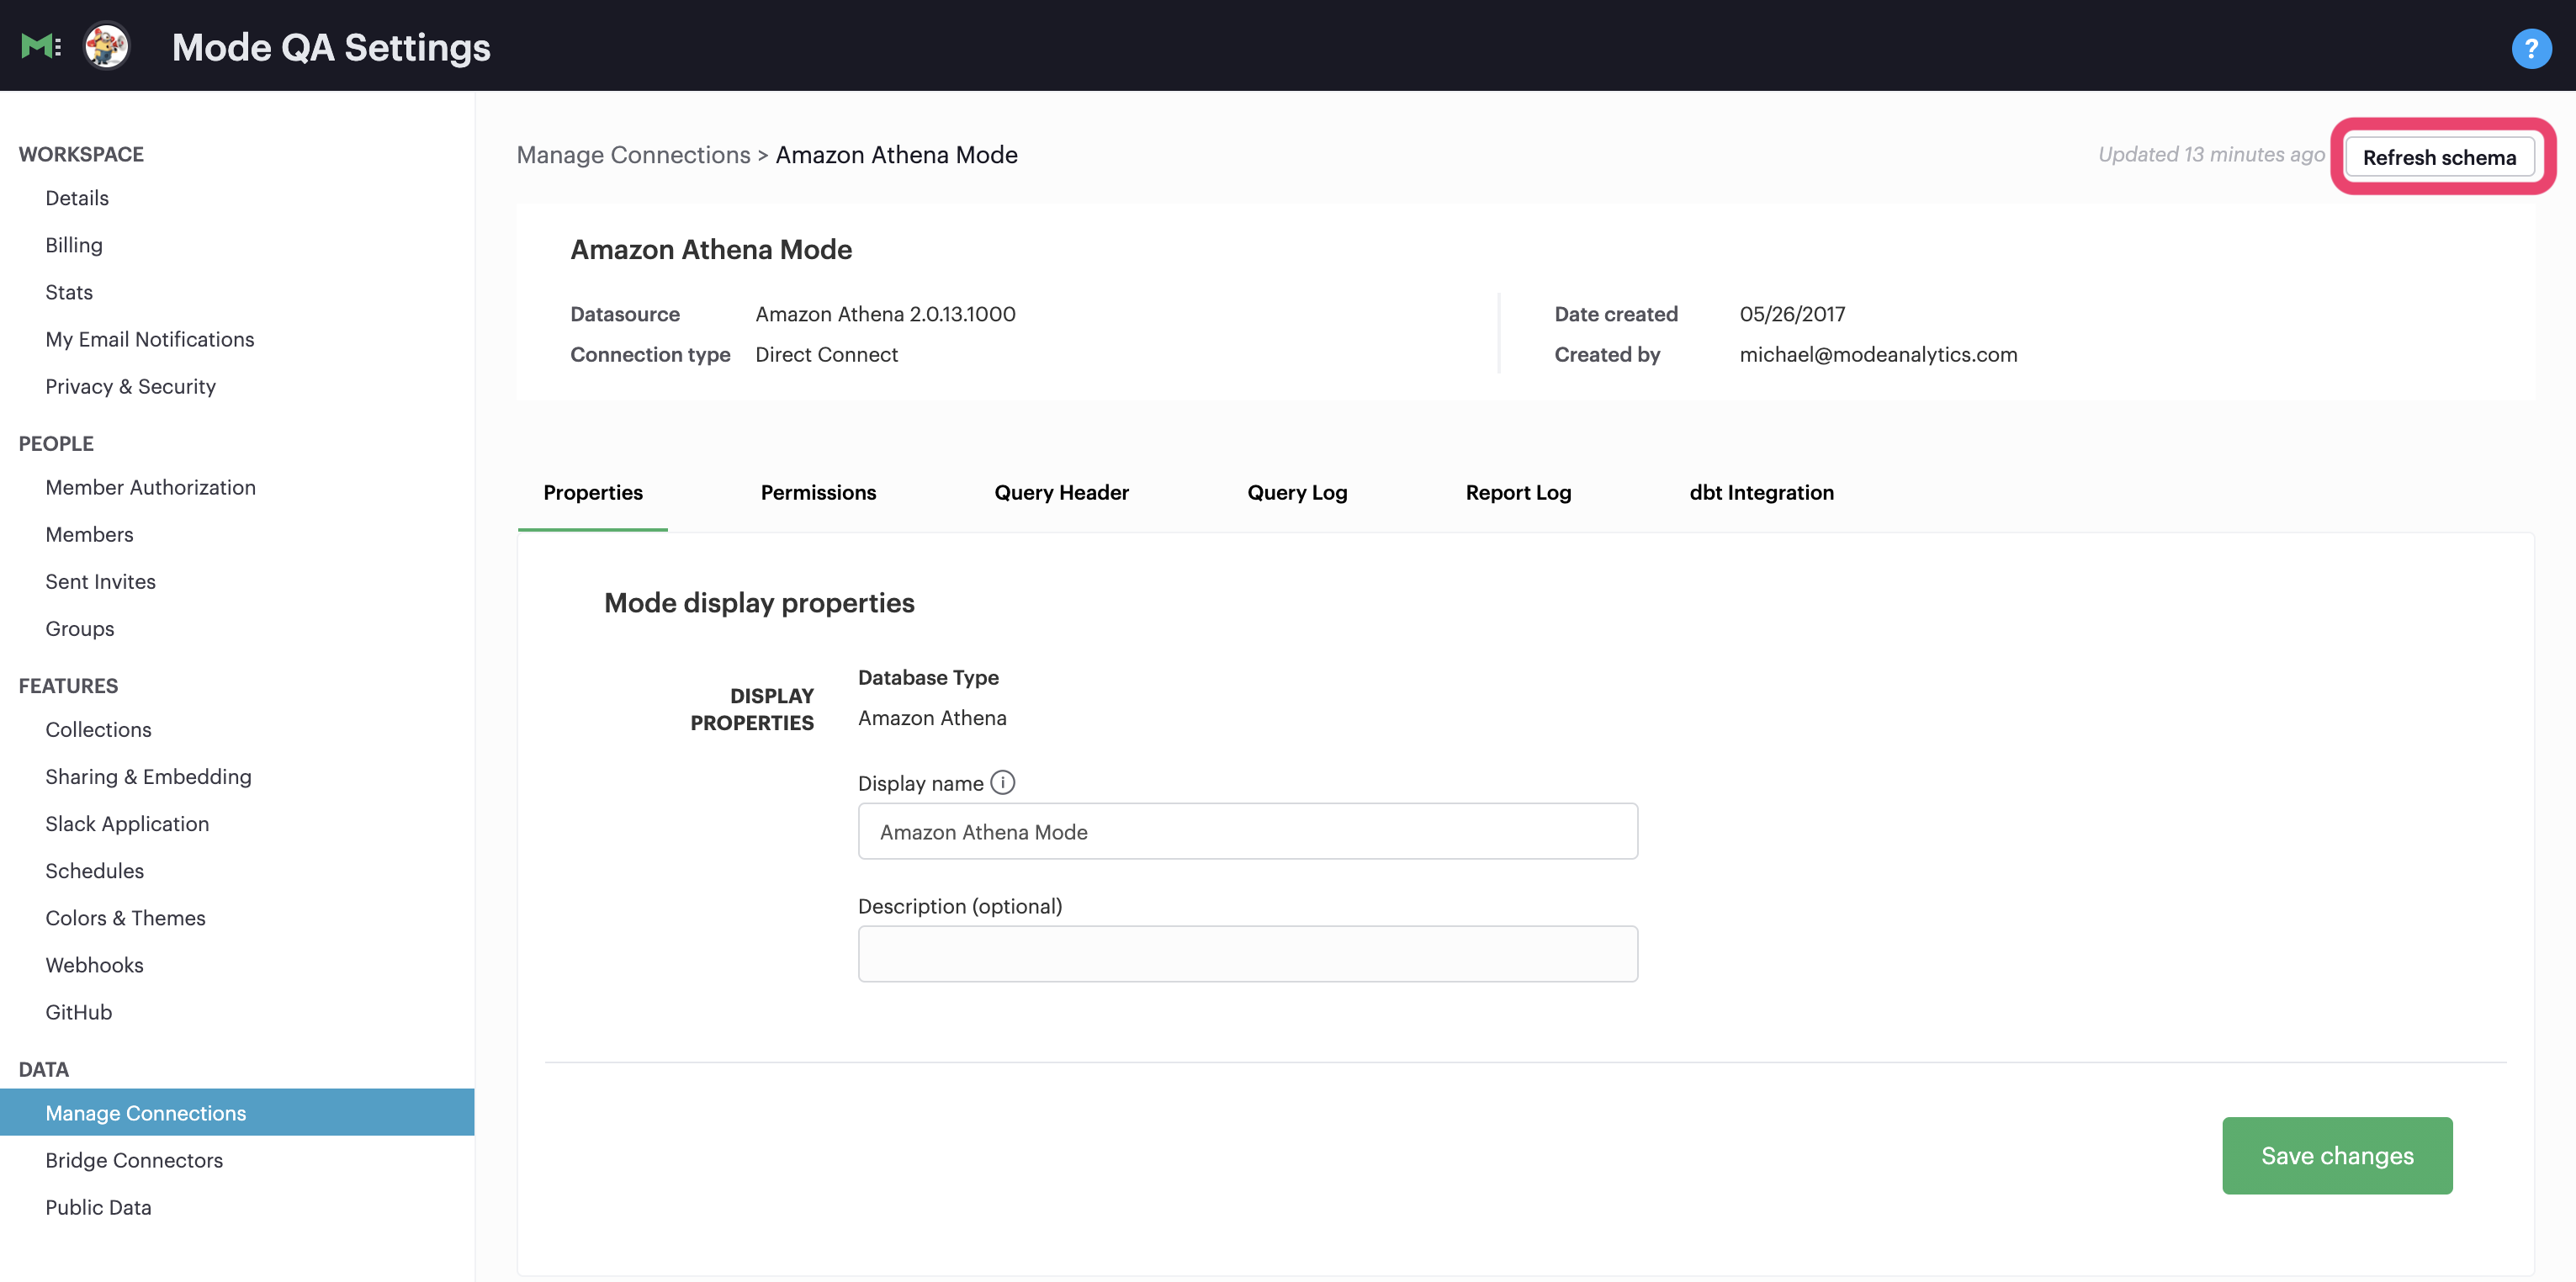 Mode QA Settings
?
WORKSPACE
Details
Billing
Stats
My Email Notifications
Privacy & Security
PEOPLE
Member Authorization
Members
Sent Invites
Groups
FEATURES
Collections
Sharing & Embedding
Slack Application
Schedules
Colors & Themes
Webhooks
GitHub
DATA
Manage Connections
Bridge Connectors
Public Data
Manage Connections > Amazon Athena Mode
Updated 13 minutes ago
Refresh schema
Amazon Athena Mode
Datasource Amazon Athena 2.0.13.1000
Connection type Direct Connect
Date created 05/26/2017
Created by michael@modeanalytics.com
Properties Permissions Query Header Query Log Report Log dbt Integration
Mode display properties
DISPLAY
PROPERTIES
Database Type
Amazon Athena
Display name i
Amazon Athena Mode
Description (optional)
Save changes